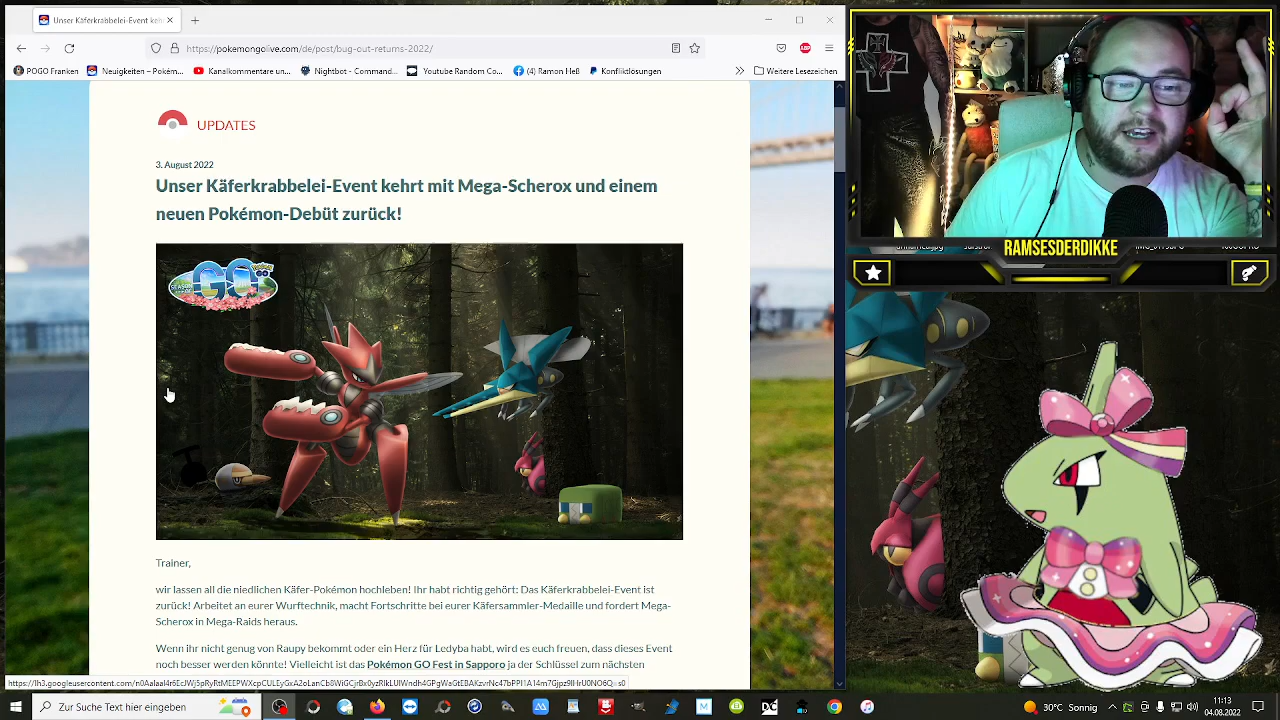 Unser Käferkrabbelei-Event keh
https://pokemongolive.com/de/post/bug-out-returns-2022/
POGO Franken
Neuigkeiten – Pokém...
Kanalkommentieren...
Nightbot - Command...
Youtube Random Co...
(4) Ramon Heß
Konfliktlösungen
Weitere Lesezeichen
UPDATES
3. August 2022
Unser Käferkrabbelei-Event kehrt mit Mega-Scherox und einem
neuen Pokémon-Debüt zurück!
Trainer,
wir lassen all die niedlichen Käfer-Pokémon hochleben! Ihr habt richtig gehört: Das Käferkrabbelei-Event ist
zurück! Arbeitet an eurer Wurftechnik, macht Fortschritte bei eurer Käfersammler-Medaille und fordert Mega-
Scherox in Mega-Raids heraus.
Wenn ihr nicht genug von Raupy bekommt oder ein Herz für Ledyba habt, wird es euch freuen, dass dieses Event
noch besser werden könnte! Vielleicht ist das Pokémon GO Fest in Sapporo ja der Schlüssel zum nächsten
RAMSESDERDIKKE
Zur Suche Text hier eingeben
30°C Sonnig
11:13
04.08.2022